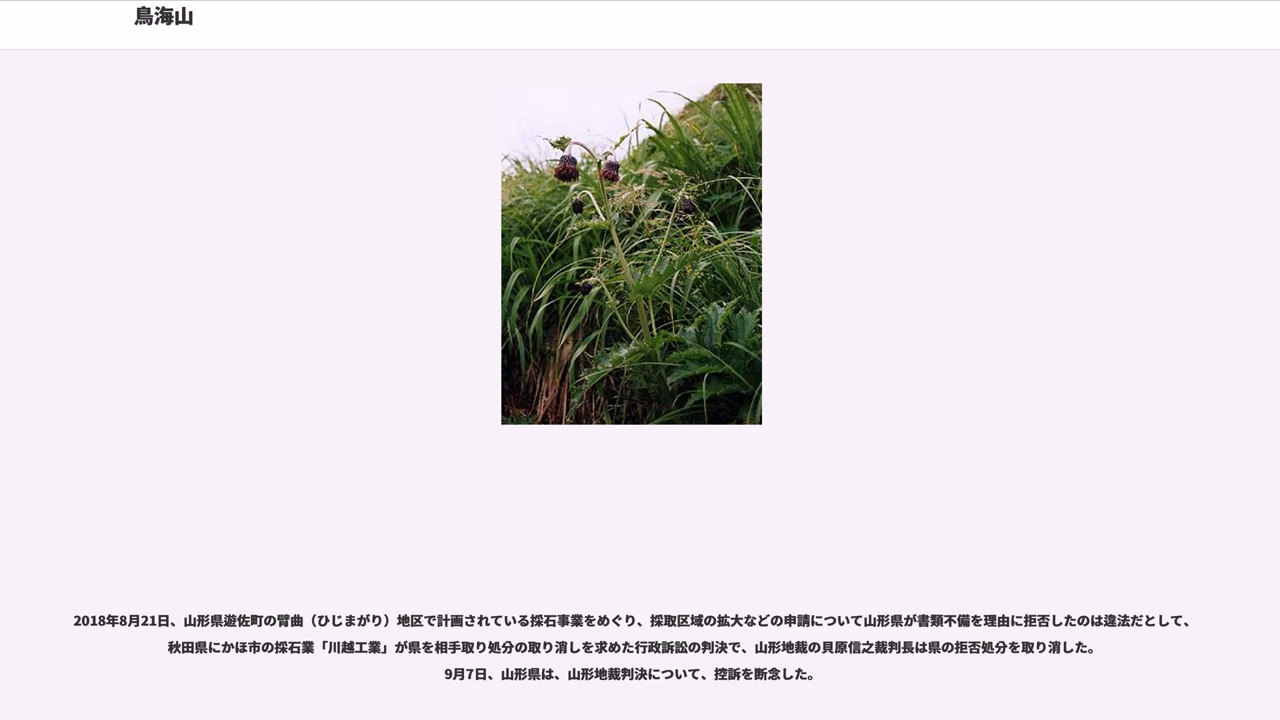 鳥海山
2018年8月21日、山形県遊佐町の臂曲（ひじまがり）地区で計画されている採石事業をめぐり、採取区域の拡大などの申請について山形県が書類不備を理由に拒否したのは違法だとして、
秋田県にかほ市の採石業「川越工業」が県を相手取り処分の取り消しを求めた行政訴訟の判決で、山形地裁の貝原信之裁判長は県の拒否処分を取り消した。
9月7日、山形県は、山形地裁判決について、控訴を断念した。